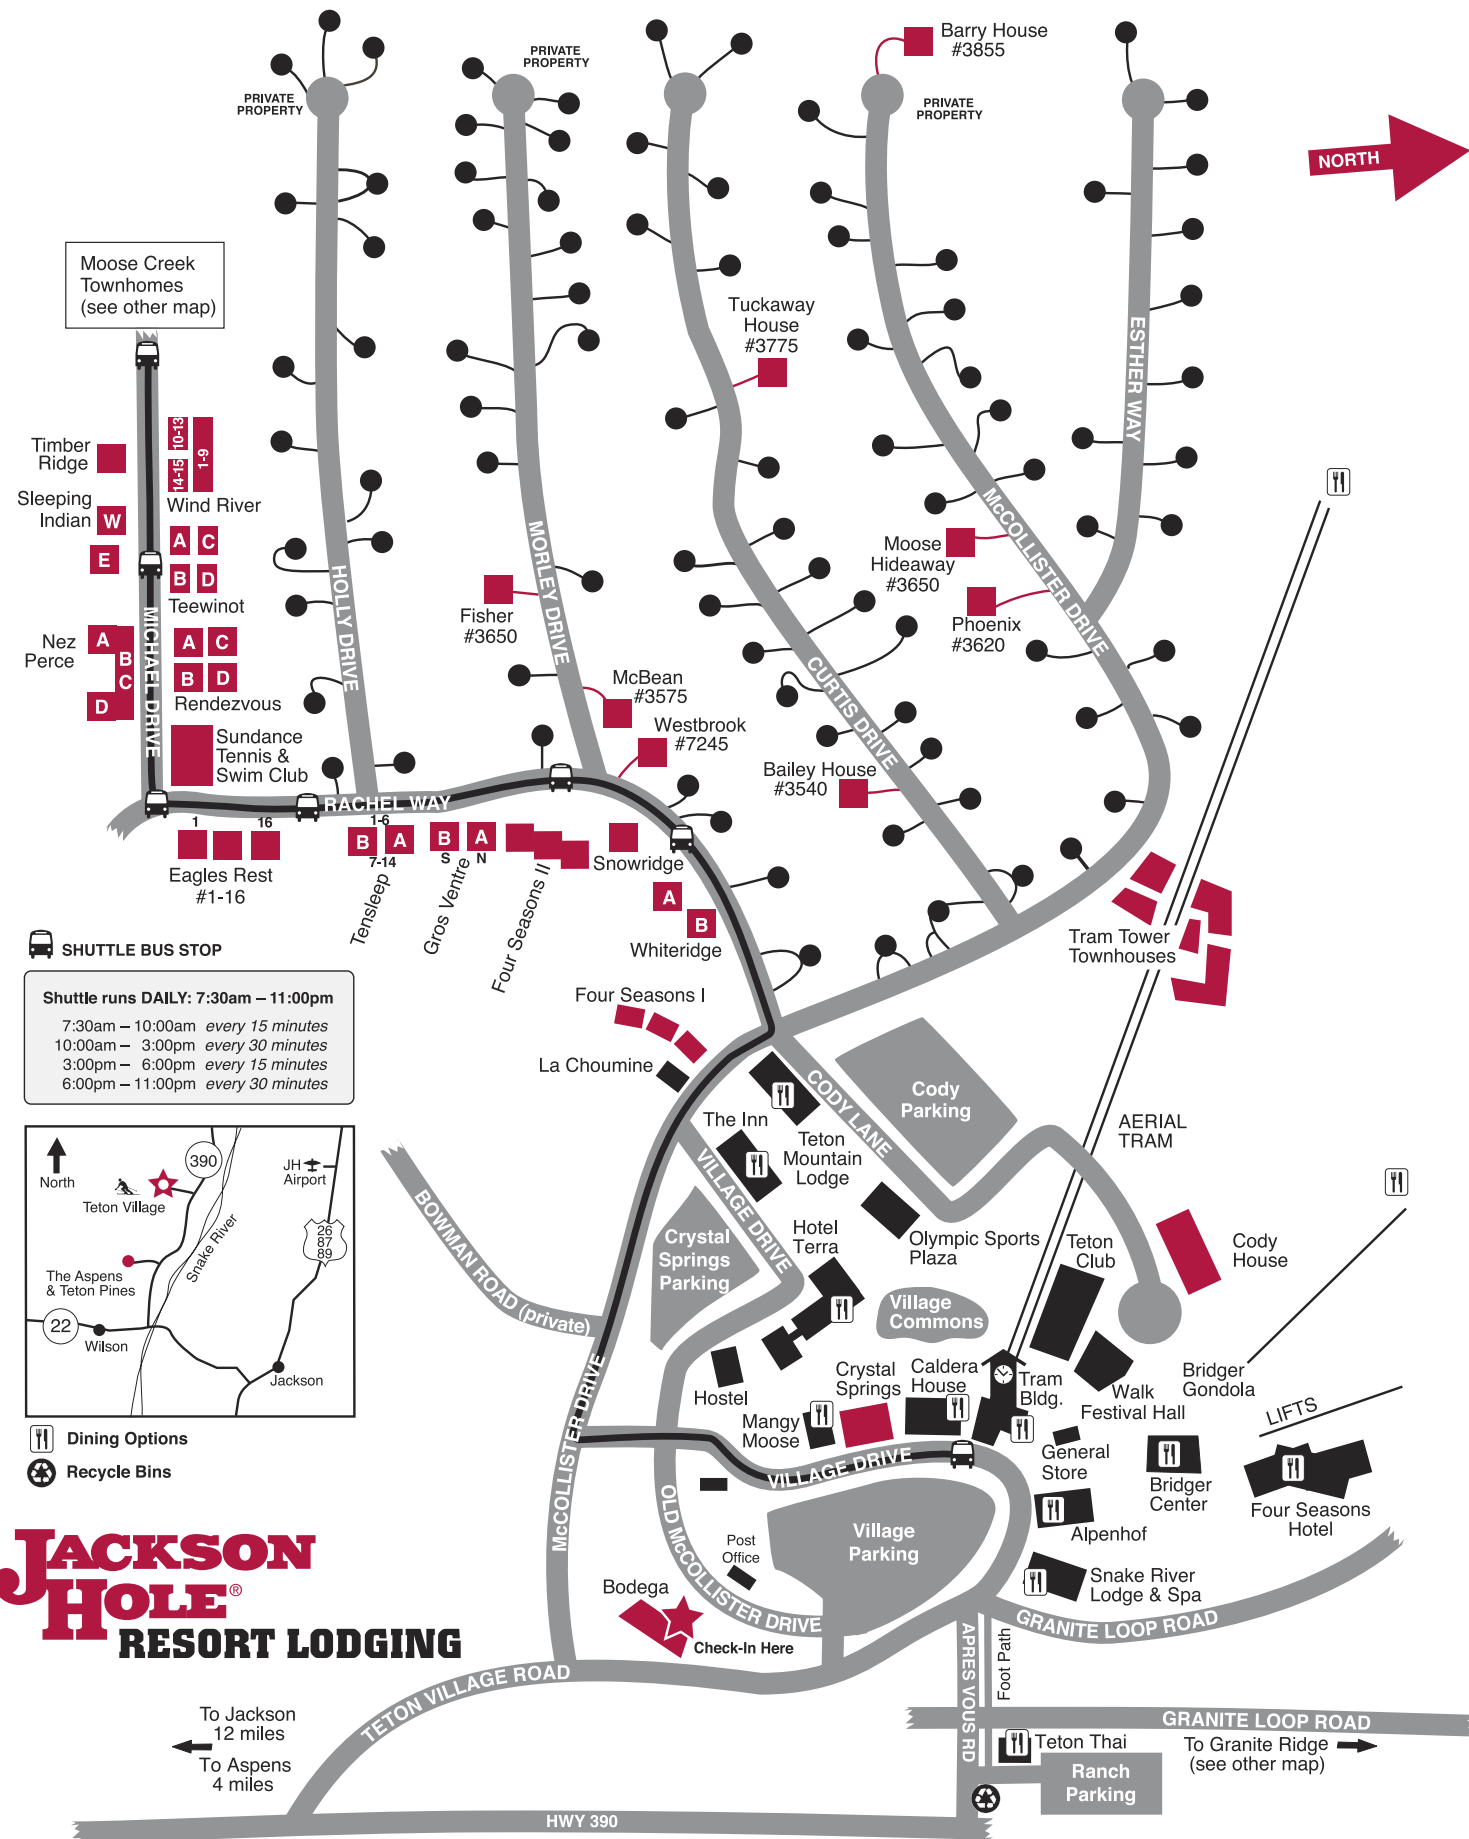 Barry House
#3855
PRIVATE
PROPERTY
PRIVATE
PROPERTY
PRIVATE
PROPERTY
NORTH
Moose Creek
Townhomes
(see other map)
Tuckaway
House
#3775
ESTHER WAY
Timber
Ridge
10-13
14-15
1-9
Wind River
Sleeping
Indian
W
E
A
C
B
D
Teewinot
Nez
Perce
A
B
C
D
MICHAEL DRIVE
A
C
B
D
Rendezvous
Sundance
Tennis &
Swim Club
HOLLY DRIVE
MORLEY DRIVE
Fisher
#3650
McBean
#3575
Westbrook
#7245
CURTIS DRIVE
Bailey House
#3540
McCOLLISTER DRIVE
Moose
Hideaway
#3650
Phoenix
#3620
RACHEL WAY
1
16
Eagles Rest
#1-16
1-6
B
A
7-14
Tensleep
B
A
S
N
Gros Ventre
Four Seasons II
Snowridge
A
B
Whiteridge
Tram Tower
Townhouses
SHUTTLE BUS STOP
Shuttle runs DAILY: 7:30am – 11:00pm
7:30am – 10:00am every 15 minutes
10:00am – 3:00pm every 30 minutes
3:00pm – 6:00pm every 15 minutes
6:00pm – 11:00pm every 30 minutes
Four Seasons I
La Choumine
The Inn
Teton
Mountain
Lodge
CODY LANE
Cody
Parking
AERIAL
TRAM
VILLAGE DRIVE
Crystal
Springs
Parking
Hotel
Terra
Olympic Sports
Plaza
Teton
Club
Cody
House
Village
Commons
BOWMAN ROAD (private)
North
390
JH
Airport
Teton Village
Snake River
26
87
89
The Aspens
& Teton Pines
22
Wilson
Jackson
Dining Options
Recycle Bins
McCOLLISTER DRIVE
Hostel
Mangy
Moose
Crystal
Springs
Caldera
House
Tram
Bldg.
Walk
Festival Hall
Bridger
Gondola
LIFTS
General
Store
Bridger
Center
Four Seasons
Hotel
VILLAGE DRIVE
Village
Parking
Alpenhof
Snake River
Lodge & Spa
OLD McCOLLISTER DRIVE
Post
Office
Bodega
Check-In Here
GRANITE LOOP ROAD
JACKSON
HOLE®
RESORT LODGING
TETON VILLAGE ROAD
APRES VOUS RD
Foot Path
GRANITE LOOP ROAD
To Jackson
12 miles
To Aspens
4 miles
Teton Thai
To Granite Ridge
(see other map)
Ranch
Parking
HWY 390